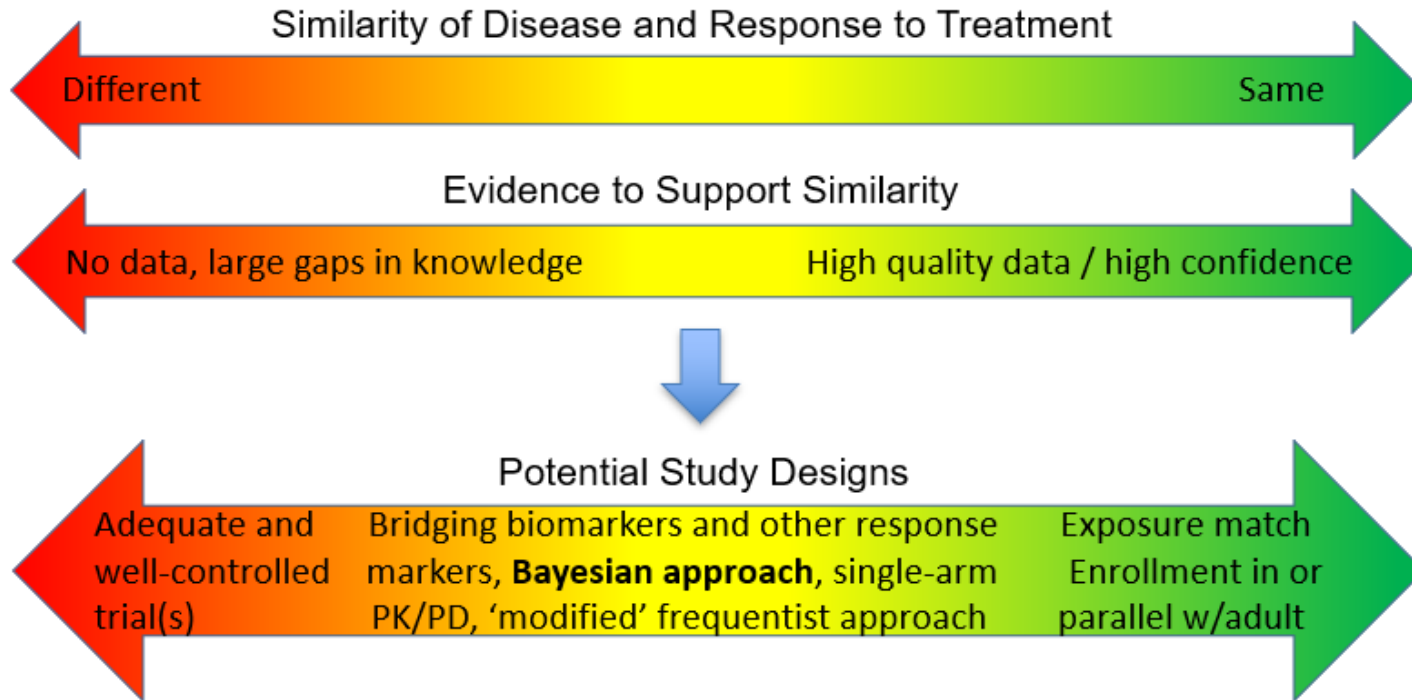 Similarity of Disease and Response to Treatment
Different
Same
Evidence to Support Similarity
No data, large gaps in knowledge
High quality data / high confidence
Potential Study Designs
Adequate and
well-controlled
trial(s)
Bridging biomarkers and other response
markers, Bayesian approach, single-arm
PK/PD, ‘modified’ frequentist approach
Exposure match
Enrollment in or
parallel w/adult